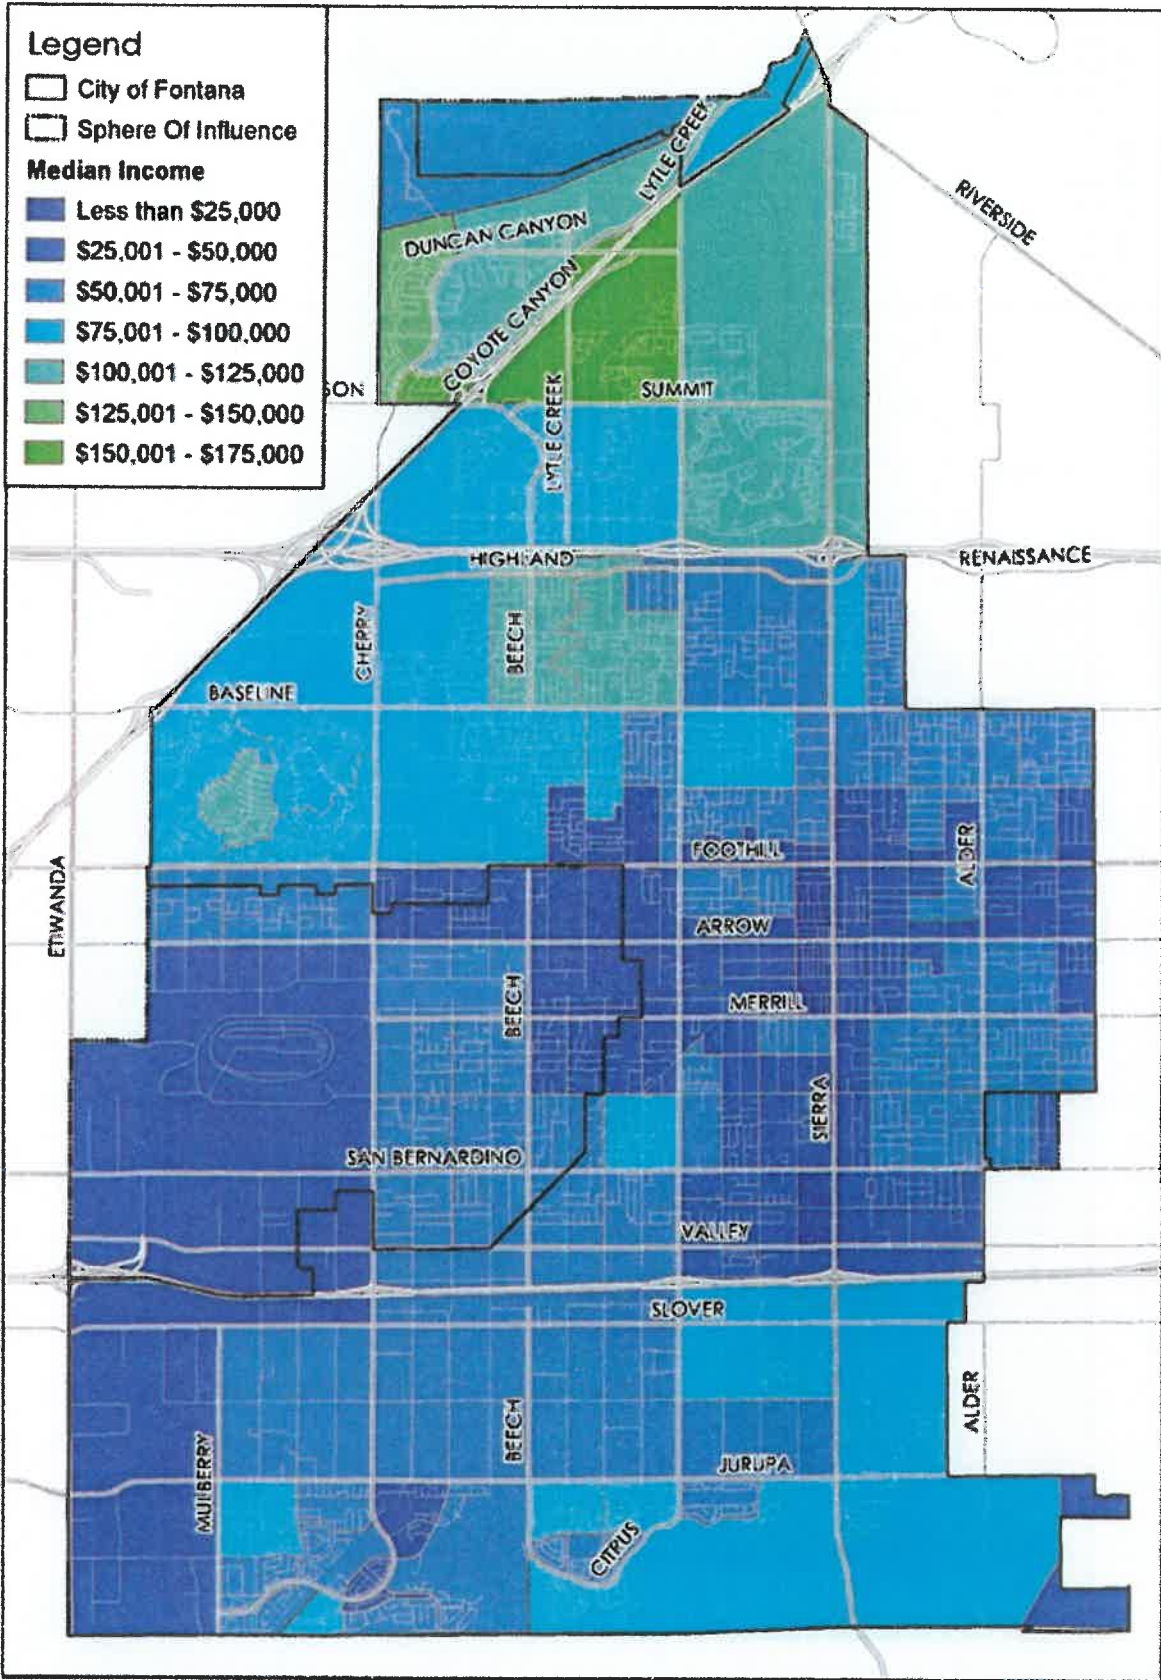 Legend
City of Fontana
Sphere Of Influence
Median Income
Less than $25,000
$25,001 - $50,000
$50,001 - $75,000
$75,001 - $100,000
$100,001 - $125,000
$125,001 - $150,000
$150,001 - $175,000
LYTLE CREEK
RIVERSIDE
DUNCAN CANYON
COYOTE CANYON
SON
SUMMIT
LYTLE CREEK
HIGHLAND
RENAISSANCE
CHERRY
BEECH
BASELINE
FOOTHILL
ALDER
ETIWANDA
ARROW
BEECH
MERRILL
SIERRA
SAN BERNARDINO
VALLEY
SLOVER
ALDER
BEECH
MULBERRY
JURUPA
CITRUS